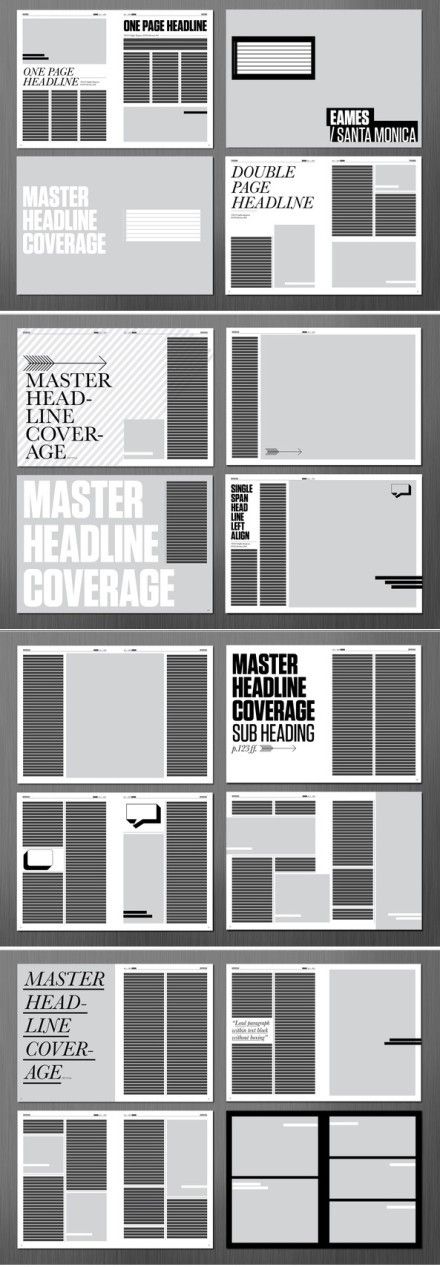 ONE PAGE
HEADLINE
ONE PAGE HEADLINE
EAMES
/ SANTA MONICA
MASTER
HEADLINE
COVERAGE
DOUBLE
PAGE
HEADLINE
MASTER
HEAD-
LINE
COVER-
AGE
MASTER
HEADLINE
COVERAGE
SINGLE
SPAN
HEAD
LINE
LEFT
ALIGN
MASTER
HEADLINE
COVERAGE
SUB HEADING
p.123 ff.
MASTER
HEAD-
LINE
COVER-
AGE
"Lead paragraph
within text block
without boxing"